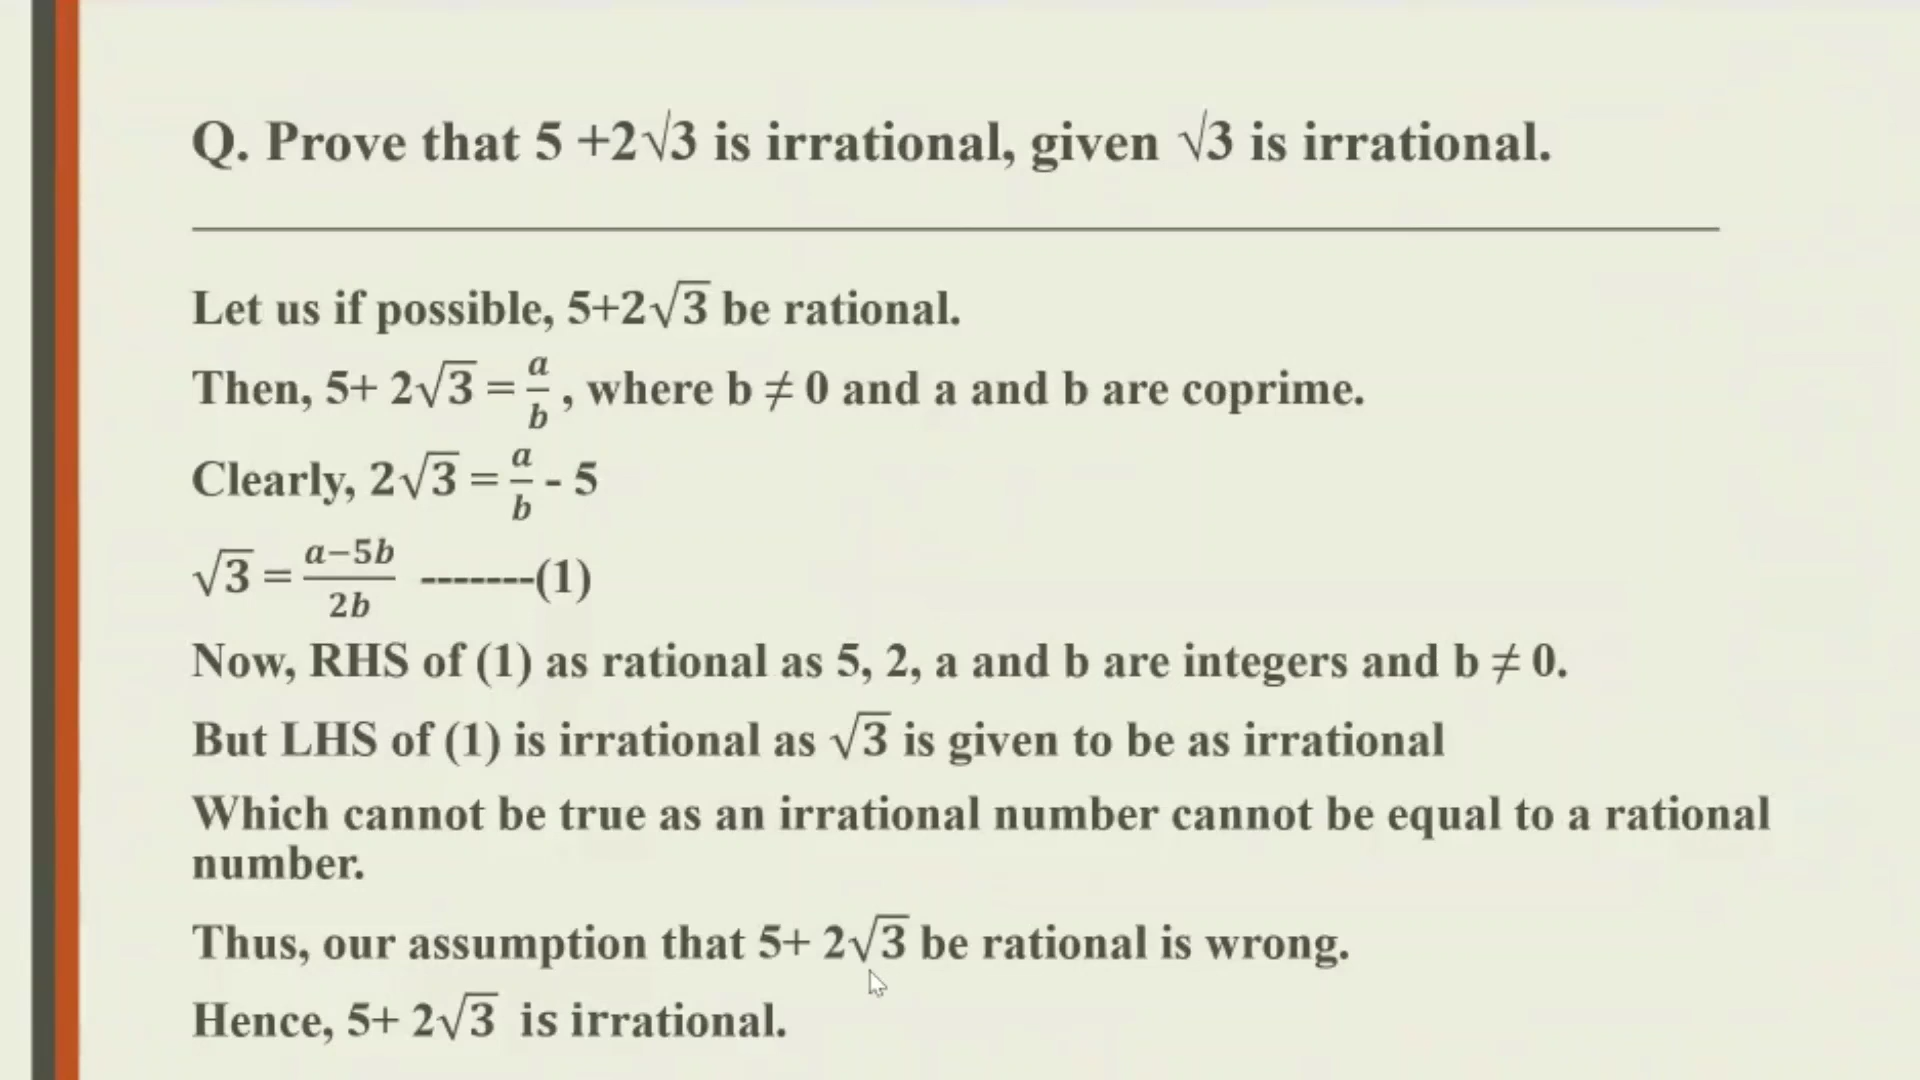 Q. Prove that 5 +2√3 is irrational, given √3 is irrational.
Let us if possible, 5+2√3 be rational.
Then, 5+ 2√3 = a/b , where b ≠ 0 and a and b are coprime.
Clearly, 2√3 = a/b - 5
√3 = a−5b/2b -------(1)
Now, RHS of (1) as rational as 5, 2, a and b are integers and b ≠ 0.
But LHS of (1) is irrational as √3 is given to be as irrational
Which cannot be true as an irrational number cannot be equal to a rational
number.
Thus, our assumption that 5+ 2√3 be rational is wrong.
Hence, 5+ 2√3 is irrational.